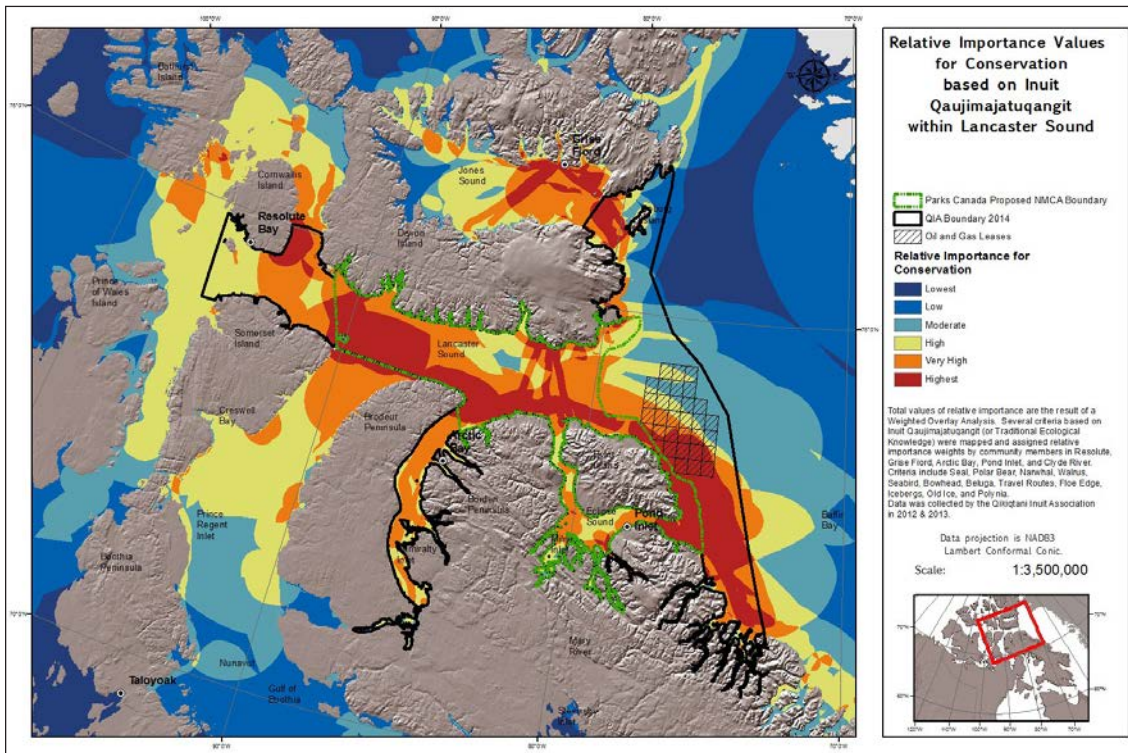 Relative Importance Values
for Conservation
based on Inuit
Qaujimajatuqangit
within Lancaster Sound
Parks Canada Proposed NMCA Boundary
QIA Boundary 2014
Oil and Gas Leases
Relative Importance for
Conservation
Lowest
Low
Moderate
High
Very High
Highest
Total values of relative importance are the result of a
Weighted Overlay Analysis. Several criteria based on
Inuit Qaujimajatuqangit (or Traditional Ecological
Knowledge) were mapped and assigned relative
importance weights by community members in Resolute,
Grise Fiord, Arctic Bay, Pond Inlet, and Clyde River.
Criteria include Seal, Polar Bear, Narwhal, Walrus,
Seabird, Bowhead, Beluga, Travel Routes, Floe Edge,
Icebergs, Old Ice, and Polynia.
Data was collected by the Qikiqtani Inuit Association
in 2012 & 2013.
Data projection is NAD83
Lambert Conformal Conic.
Scale: 1:3,500,000
Bathurst
Island
Cornwallis
Island
Resolute
Bay
Grise
Fiord
Jones
Sound
Devon
Island
Prince
of Wales
Island
Somerset
Island
Lancaster
Sound
Creswell
Bay
Brodeur
Peninsula
Arctic
Bay
Borden
Peninsula
Eclipse
Sound
Pond
Inlet
Baffin
Bay
Prince
Regent
Inlet
Boothia
Peninsula
Mary
River
Nunavut
Taloyoak
Gulf of
Boothia